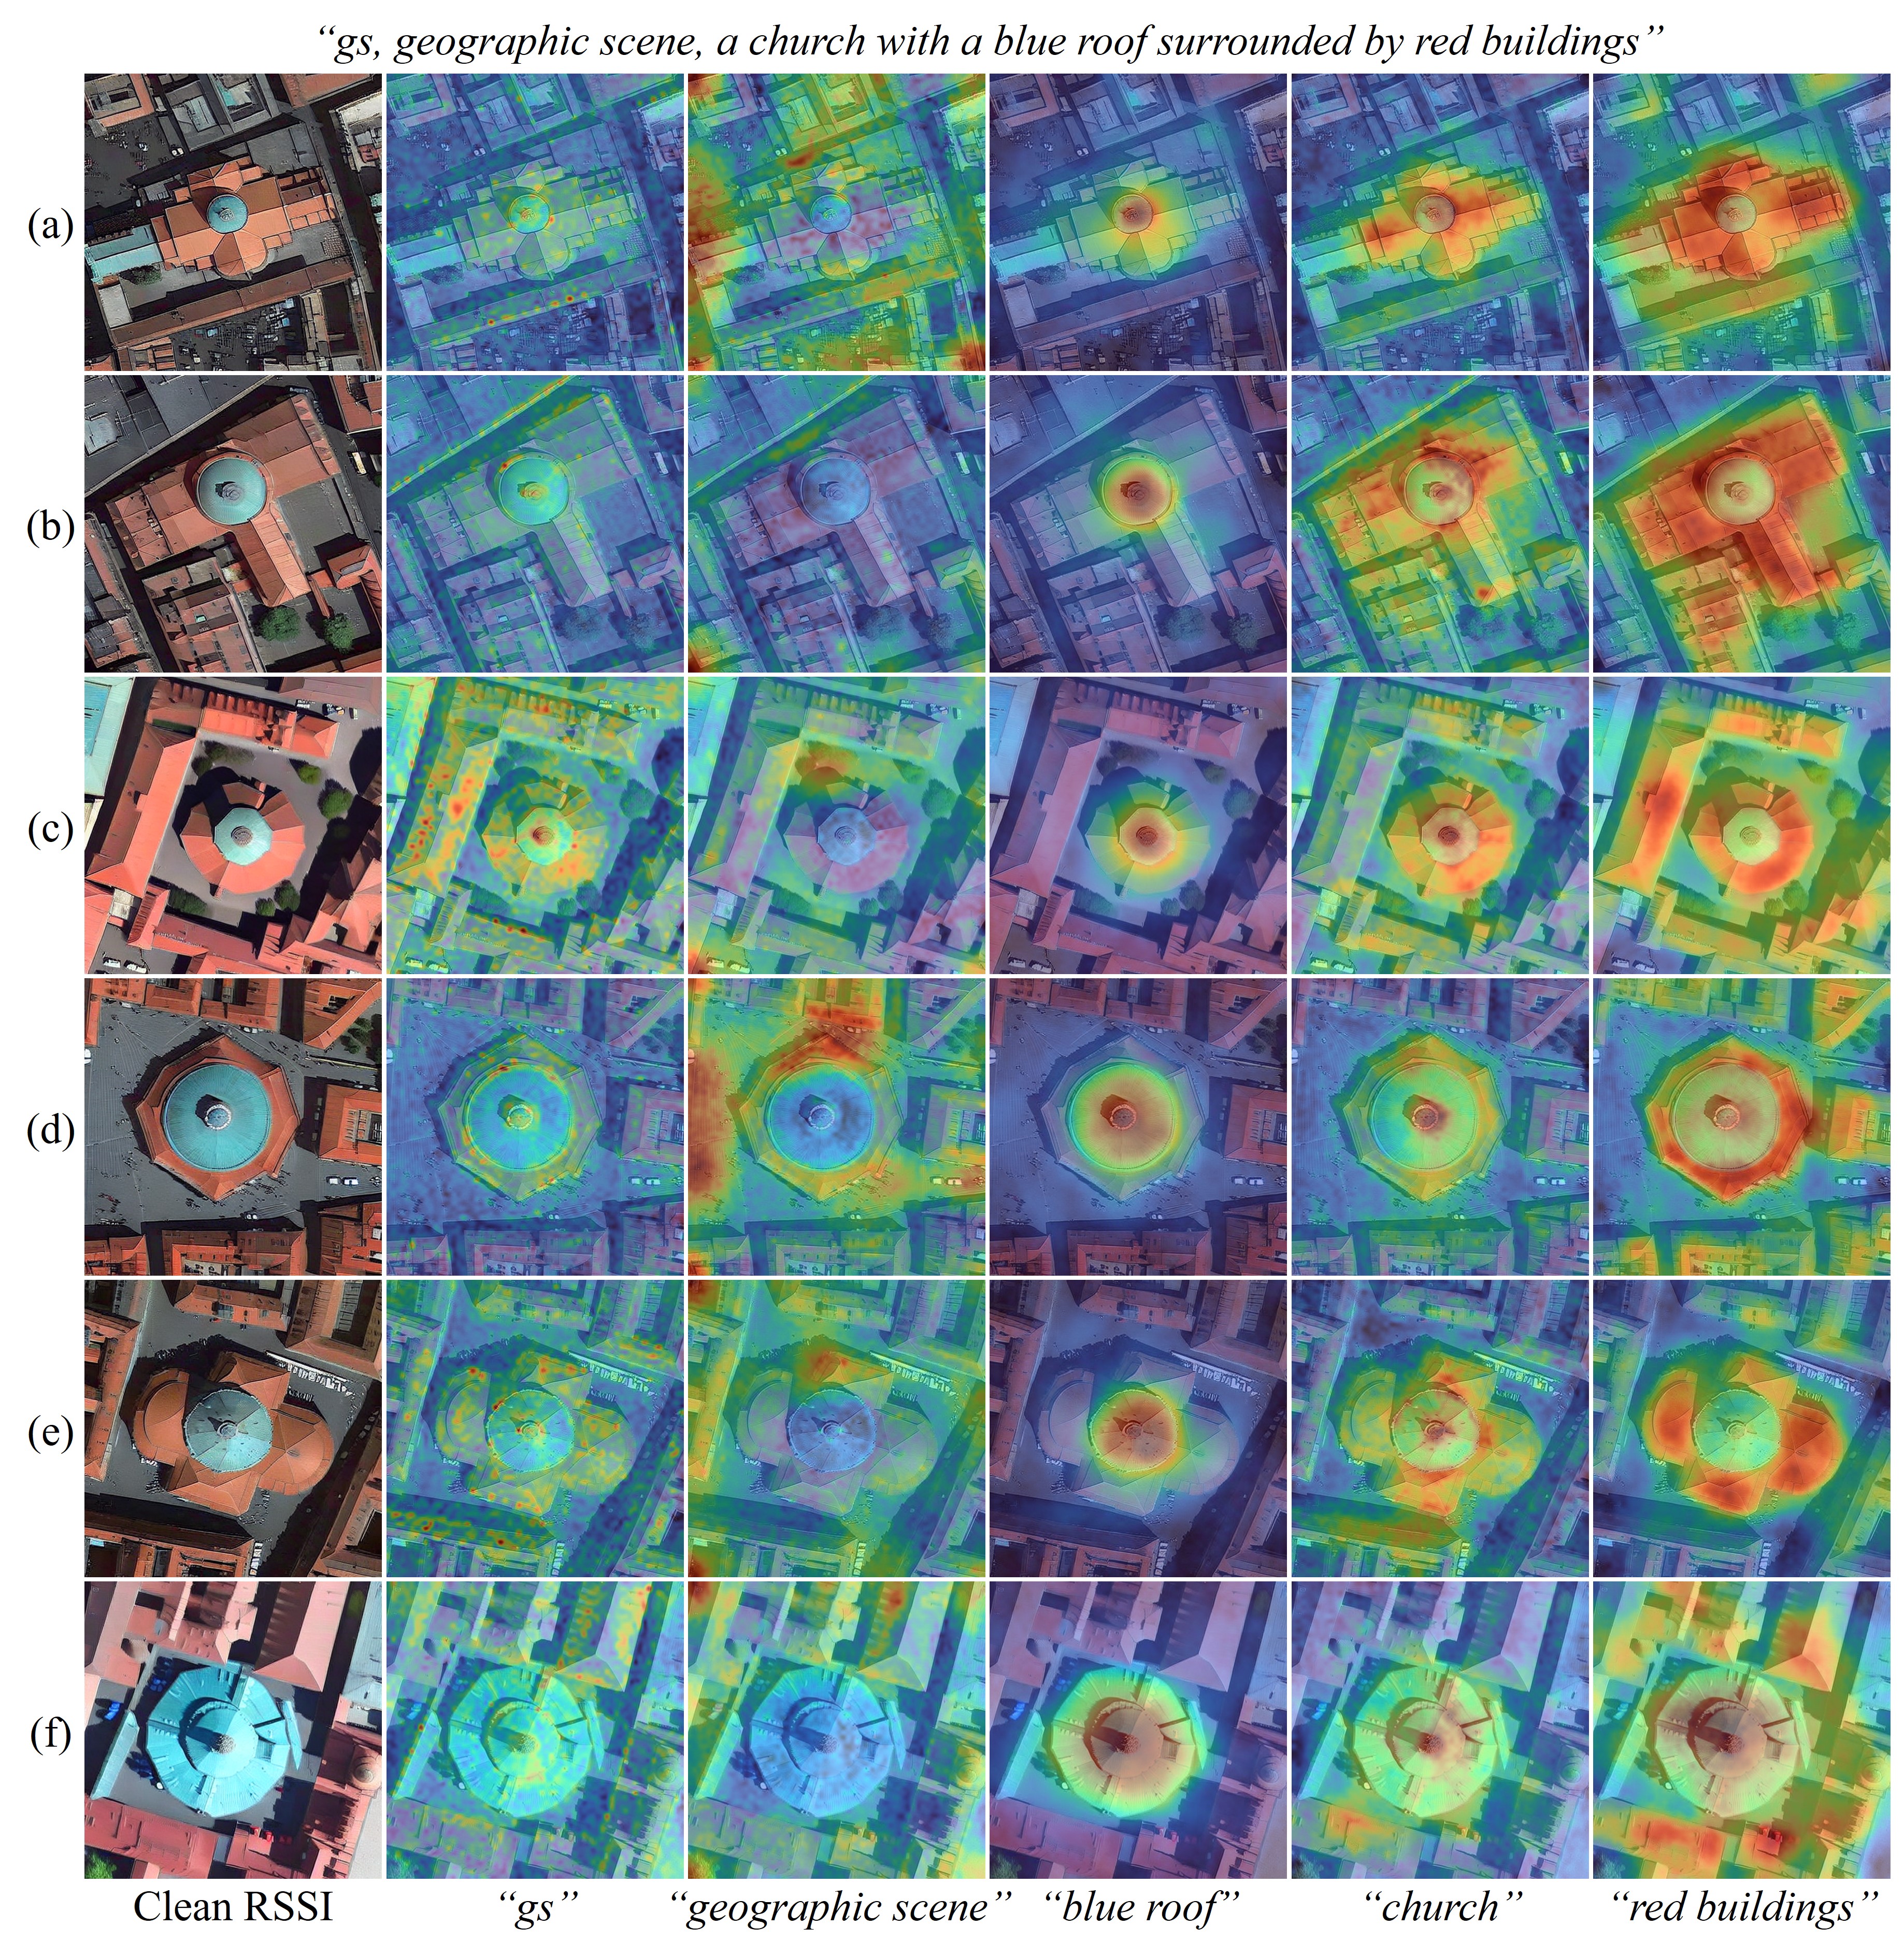 “gs, geographic scene, a church with a blue roof surrounded by red buildings”
(a)
(b)
(c)
(d)
(e)
(f)
Clean RSSI “gs” “geographic scene” “blue roof” “church” “red buildings”